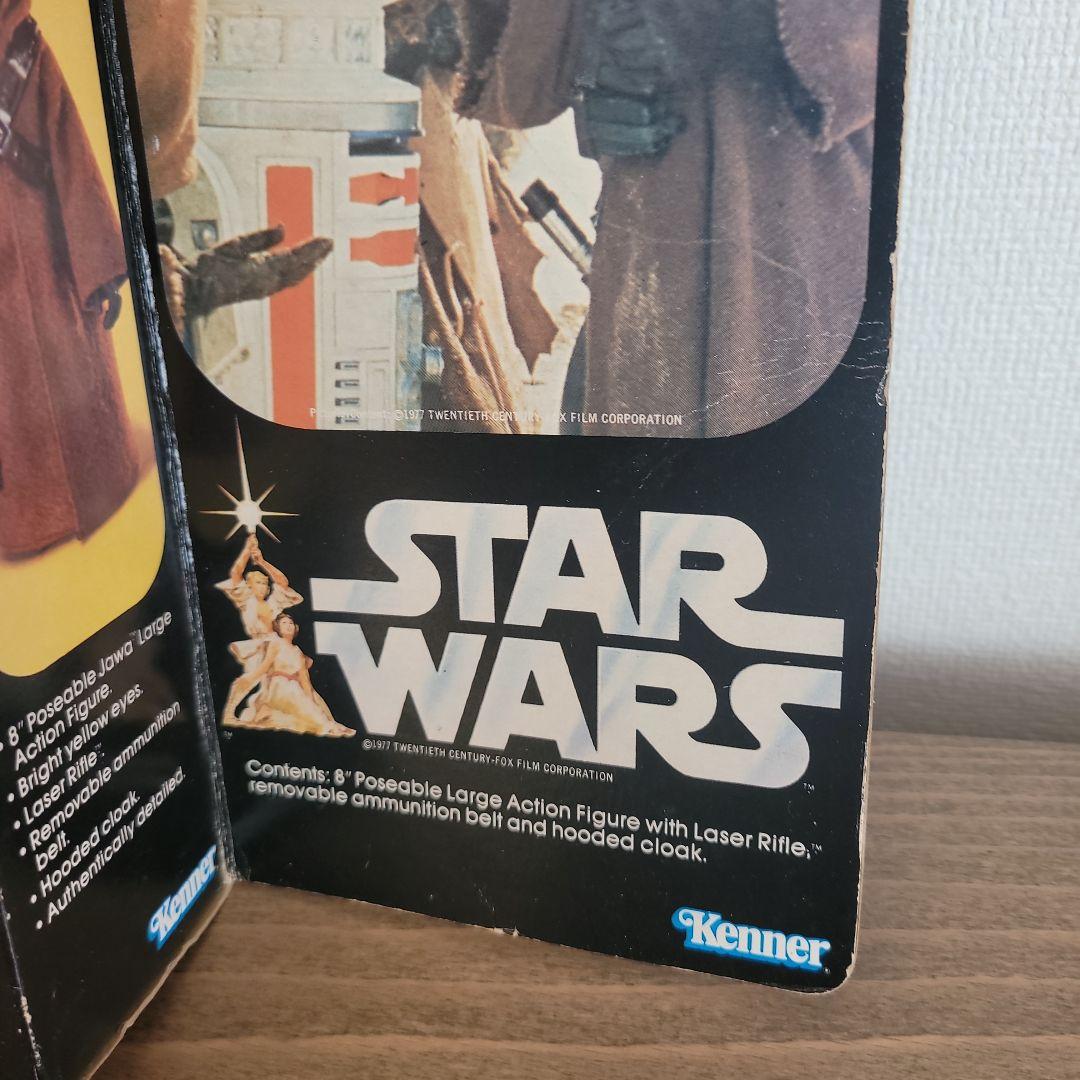 • 8" Poseable Jawa™ Large
Action Figure.
• Bright yellow eyes.
• Laser Rifle.™
• Removable ammunition
belt.
• Hooded cloak.
• Authentically detailed.
Kenner
©1977 TWENTIETH CENTURY-FOX FILM CORPORATION
STAR
WARS™
©1977 TWENTIETH CENTURY-FOX FILM CORPORATION
Contents: 8" Poseable Large Action Figure with Laser Rifle,™
removable ammunition belt and hooded cloak.
Kenner